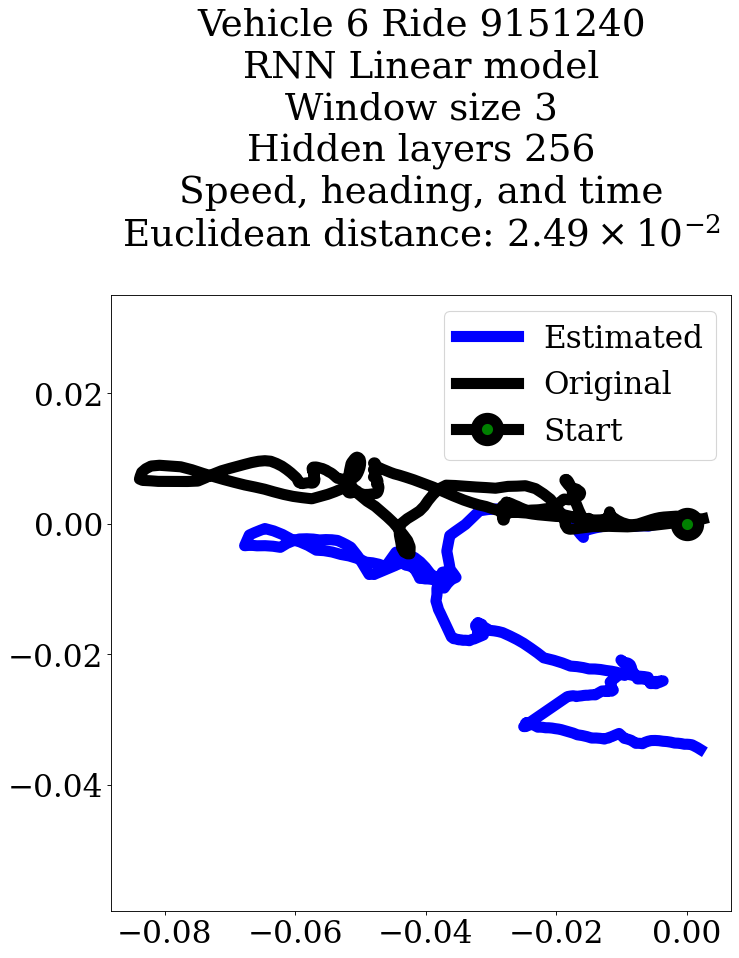 Vehicle 6 Ride 9151240
RNN Linear model
Window size 3
Hidden layers 256
Speed, heading, and time
Euclidean distance: 2.49 × 10⁻²
Estimated
Original
Start
0.02
0.00
−0.02
−0.04
−0.08
−0.06
−0.04
−0.02
0.00